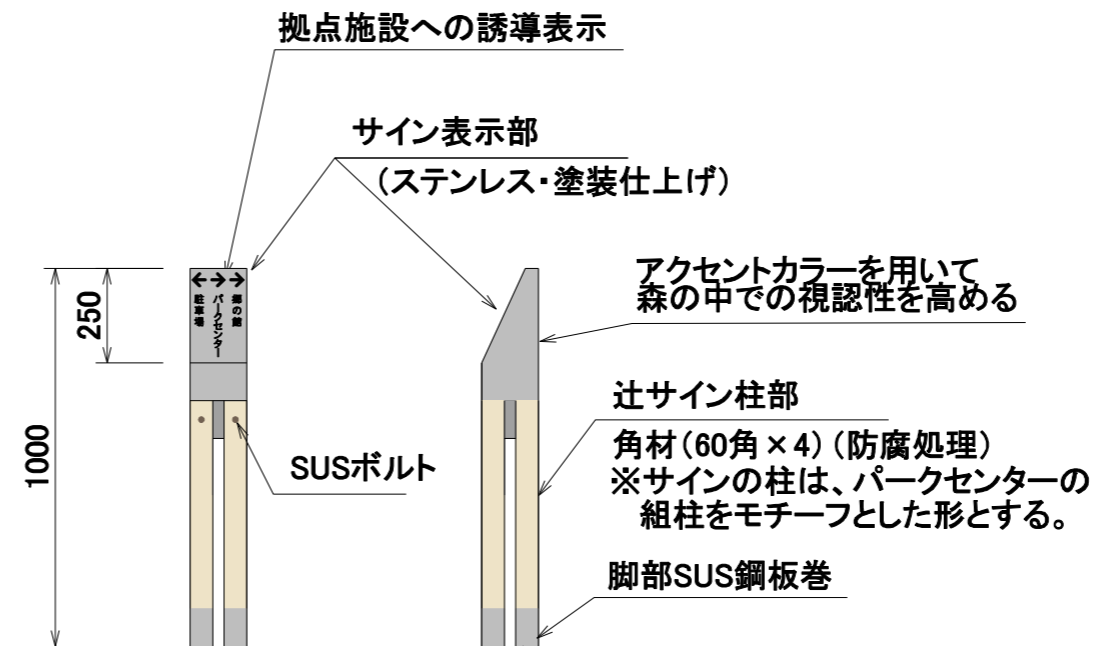 拠点施設への誘導表示
サイン表示部
（ステンレス・塗装仕上げ）
アクセントカラーを用いて
森の中での視認性を高める
←→→
駐車場
パークセンター
郷の館
250
1000
辻サイン柱部
角材（60角×4）（防腐処理）
※サインの柱は、パークセンターの
組柱をモチーフとした形とする。
SUSボルト
脚部SUS鋼板巻